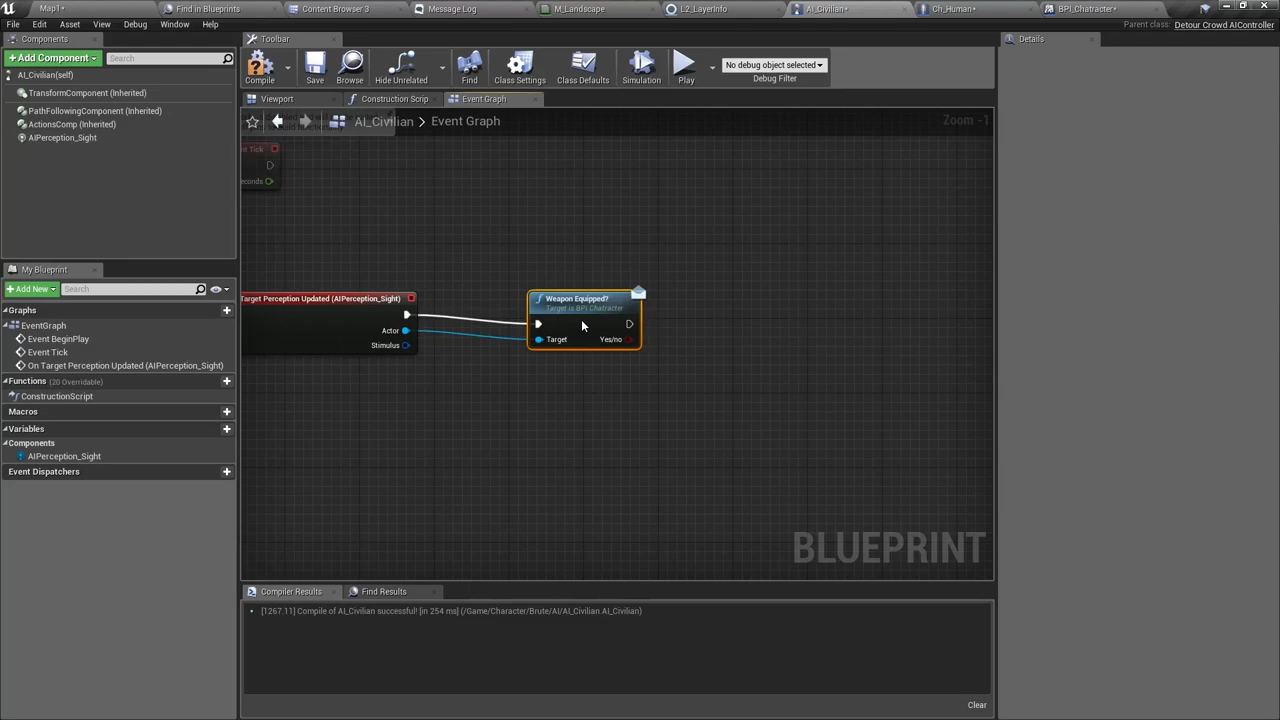 Map1*
Find in Blueprints
Content Browser 3
Message Log
M_Landscape
L2_LayerInfo
AI_Civilian*
Ch_Human*
BPI_Chatracter*
File
Edit
Asset
View
Debug
Window
Help
Parent class: Detour Crowd AIController
Components
+Add Component
Search
AI_Civilian(self)
TransformComponent (Inherited)
PathFollowingComponent (Inherited)
ActionsComp (Inherited)
AIPerception_Sight
Toolbar
Compile
Save
Browse
Hide Unrelated
Find
Class Settings
Class Defaults
Simulation
Play
No debug object selected
Debug Filter
Details
Viewport
Construction Scrip
Event Graph
AI_Civilian > Event Graph
Zoom -1
nt Tick
econds
Target Perception Updated (AIPerception_Sight)
Actor
Stimulus
f Weapon Equipped?
Target is BPI Chatracter
Target
Yes/no
BLUEPRINT
My Blueprint
+Add New
Search
Graphs
EventGraph
Event BeginPlay
Event Tick
On Target Perception Updated (AIPerception_Sight)
Functions (20 Overridable)
ConstructionScript
Macros
Variables
Components
AIPerception_Sight
Event Dispatchers
Compiler Results
Find Results
[1267.11] Compile of AI_Civilian successful! [in 254 ms] (/Game/Character/Brute/AI/AI_Civilian.AI_Civilian)
Clear